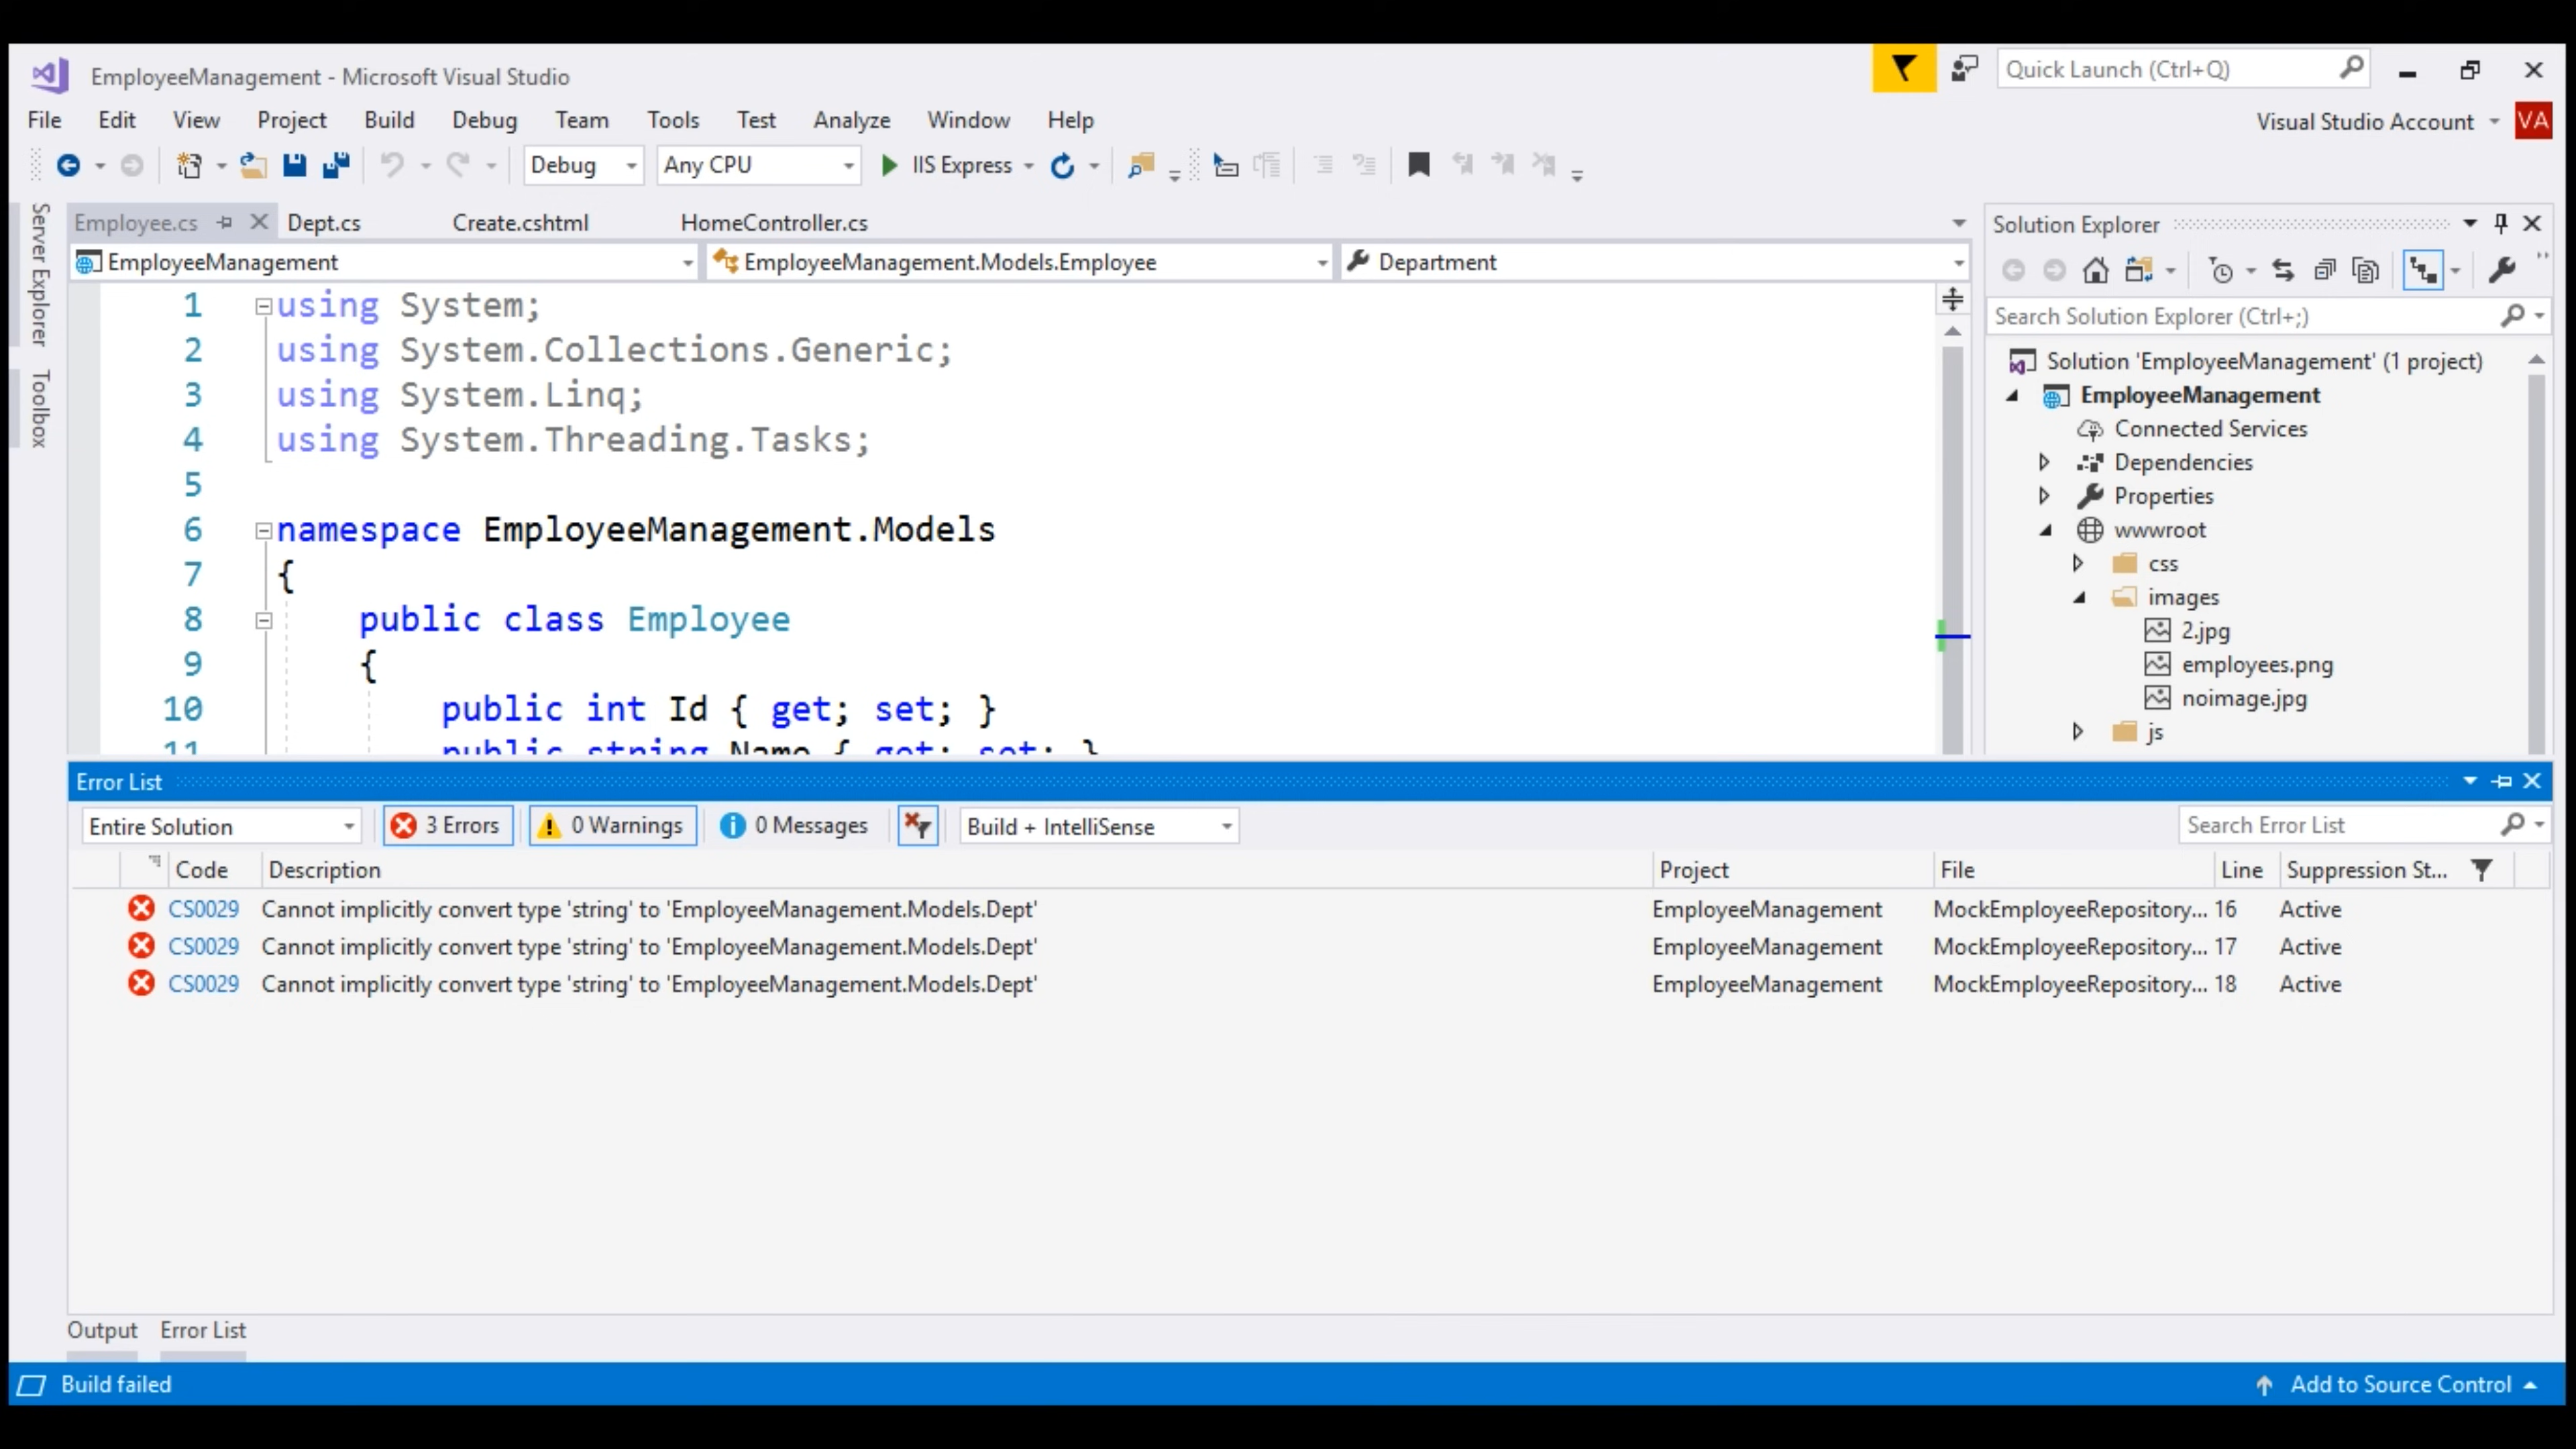 EmployeeManagement - Microsoft Visual Studio
Quick Launch (Ctrl+Q)
File Edit View Project Build Debug Team Tools Test Analyze Window Help
Visual Studio Account VA
Debug Any CPU IIS Express
Server Explorer
Toolbox
Employee.cs Dept.cs Create.cshtml HomeController.cs
EmployeeManagement EmployeeManagement.Models.Employee Department
1 using System;
2 using System.Collections.Generic;
3 using System.Linq;
4 using System.Threading.Tasks;
5
6 namespace EmployeeManagement.Models
7 {
8 public class Employee
9 {
10 public int Id { get; set; }
11 public string Name { get; set; }
Solution Explorer
Search Solution Explorer (Ctrl+;)
Solution 'EmployeeManagement' (1 project)
EmployeeManagement
Connected Services
Dependencies
Properties
wwwroot
css
images
2.jpg
employees.png
noimage.jpg
js
Error List
Entire Solution 3 Errors 0 Warnings 0 Messages Build + IntelliSense Search Error List
Code Description Project File Line Suppression St...
CS0029 Cannot implicitly convert type 'string' to 'EmployeeManagement.Models.Dept' EmployeeManagement MockEmployeeRepository... 16 Active
CS0029 Cannot implicitly convert type 'string' to 'EmployeeManagement.Models.Dept' EmployeeManagement MockEmployeeRepository... 17 Active
CS0029 Cannot implicitly convert type 'string' to 'EmployeeManagement.Models.Dept' EmployeeManagement MockEmployeeRepository... 18 Active
Output Error List
Build failed
Add to Source Control